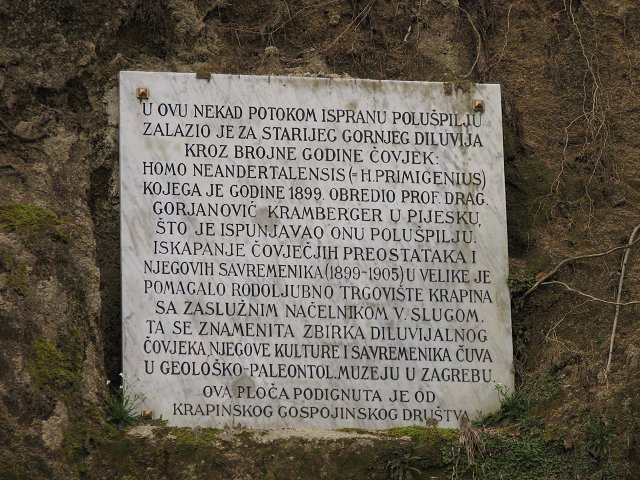 U OVU NEKAD POTOKOM ISPRANU POLUŠPILJU
ZALAZIO JE ZA STARIJEG GORNJEG DILUVIJA
KROZ BROJNE GODINE ČOVJEK:
HOMO NEANDERTALENSIS (=H.PRIMIGENIUS)
KOJEGA JE GODINE 1899. OBREDIO PROF. DRAG.
GORJANOVIĆ KRAMBERGER U PIJESKU,
ŠTO JE ISPUNJAVAO ONU POLUŠPILJU.
ISKAPANJE ČOVJEČJIH PREOSTATAKA I
NJEGOVIH SAVREMENIKA (1899-1905) U VELIKE JE
POMAGALO RODOLJUBNO TRGOVIŠTE KRAPINA
SA ZASLUŽNIM NAČELNIKOM V. SLUGOM.
TA SE ZNAMENITA ZBIRKA DILUVIJALNOG
ČOVJEKA, NJEGOVE KULTURE I SAVREMENIKA ČUVA
U GEOLOŠKO-PALEONTOL. MUZEJU U ZAGREBU.
OVA PLOČA PODIGNUTA JE OD
KRAPINSKOG GOSPOJINSKOG DRUŠTVA.